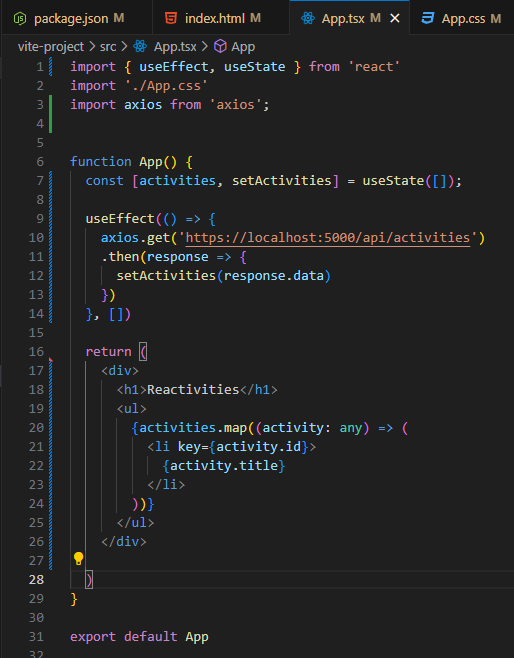 package.json M index.html M App.tsx M App.css M
vite-project > src > App.tsx > App
1 import { useEffect, useState } from 'react'
2 import './App.css'
3 import axios from 'axios';
4
5
6 function App() {
7 const [activities, setActivities] = useState([]);
8
9 useEffect(() => {
10 axios.get('https://localhost:5000/api/activities')
11 .then(response => {
12 setActivities(response.data)
13 })
14 }, [])
15
16 return (
17 <div>
18 <h1>Reactivities</h1>
19 <ul>
20 {activities.map((activity: any) => (
21 <li key={activity.id}>
22 {activity.title}
23 </li>
24 ))}
25 </ul>
26 </div>
27
28 )
29 }
30
31 export default App
32